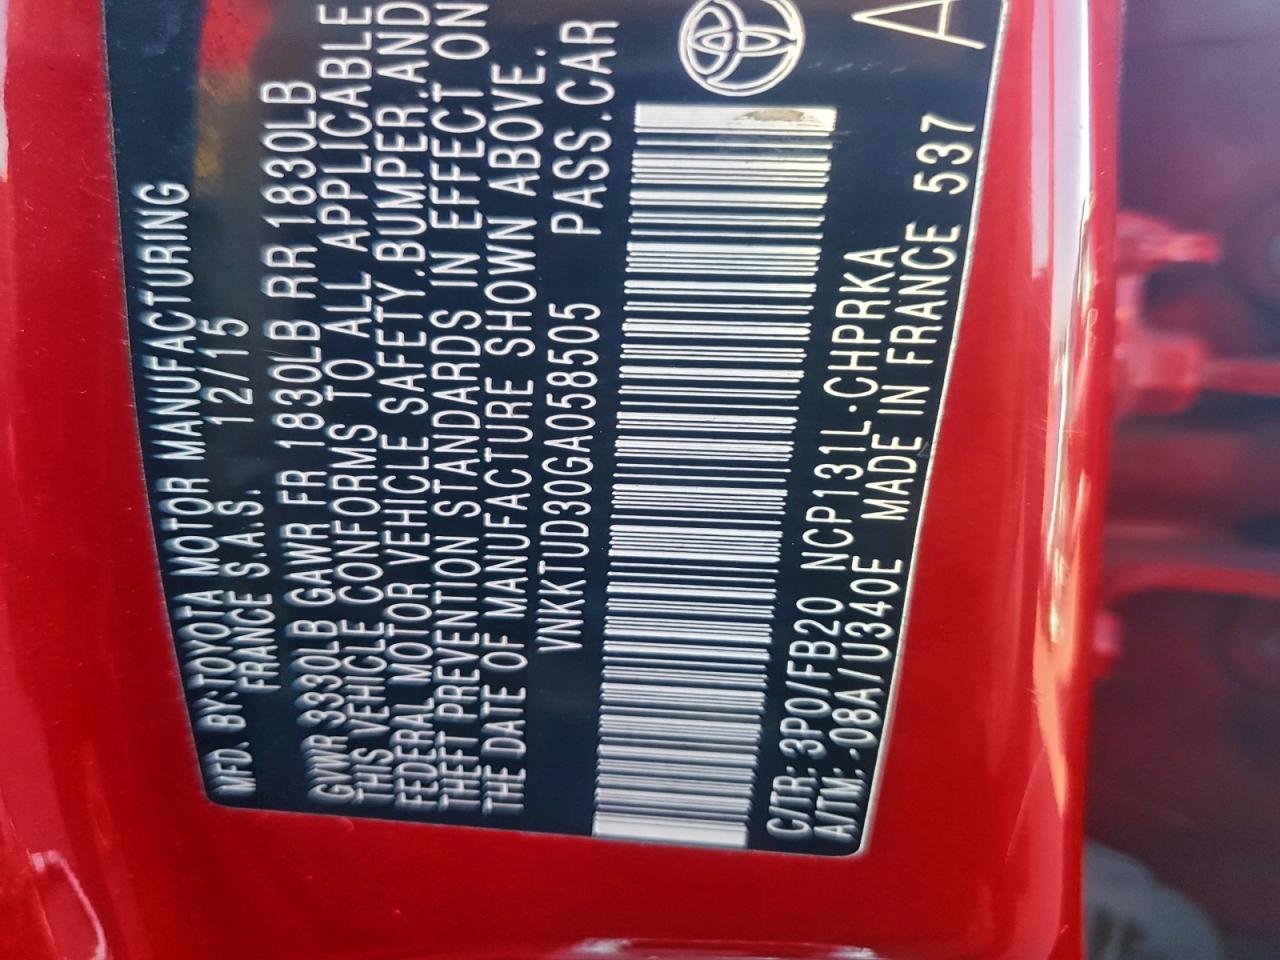 MFD. BY:TOYOTA MOTOR MANUFACTURING
FRANCE S.A.S. 12/15
GVWR 3330LB GAWR FR 1830LB RR 1830LB
THIS VEHICLE CONFORMS TO ALL APPLICABLE
FEDERAL MOTOR VEHICLE SAFETY,BUMPER,AND
THEFT PREVENTION STANDARDS IN EFFECT ON
THE DATE OF MANUFACTURE SHOWN ABOVE.
VNKKTUD30GA058505 PASS.CAR
C/TR: 3P0/FB20 NCP131L-CHPRKA
A/TM: -08A/U340E MADE IN FRANCE 537
A